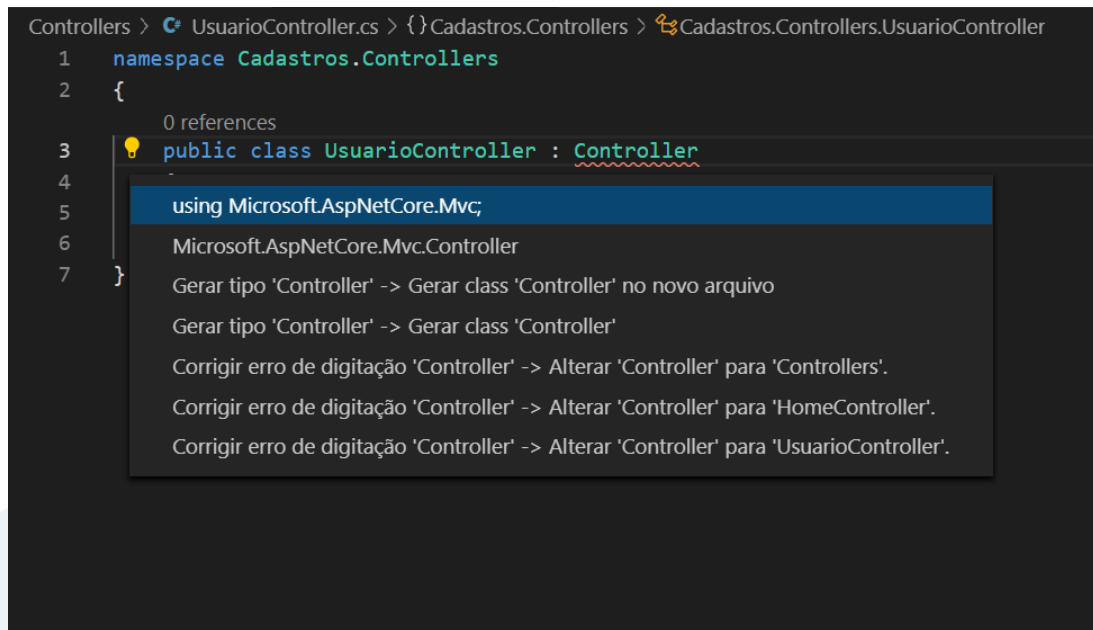 Controllers > C# UsuarioController.cs > {} Cadastros.Controllers > Cadastros.Controllers.UsuarioController
1 namespace Cadastros.Controllers
2 {
0 references
3 public class UsuarioController : Controller
4
using Microsoft.AspNetCore.Mvc;
5
Microsoft.AspNetCore.Mvc.Controller
6
7 }
Gerar tipo 'Controller' -> Gerar class 'Controller' no novo arquivo
Gerar tipo 'Controller' -> Gerar class 'Controller'
Corrigir erro de digitação 'Controller' -> Alterar 'Controller' para 'Controllers'.
Corrigir erro de digitação 'Controller' -> Alterar 'Controller' para 'HomeController'.
Corrigir erro de digitação 'Controller' -> Alterar 'Controller' para 'UsuarioController'.